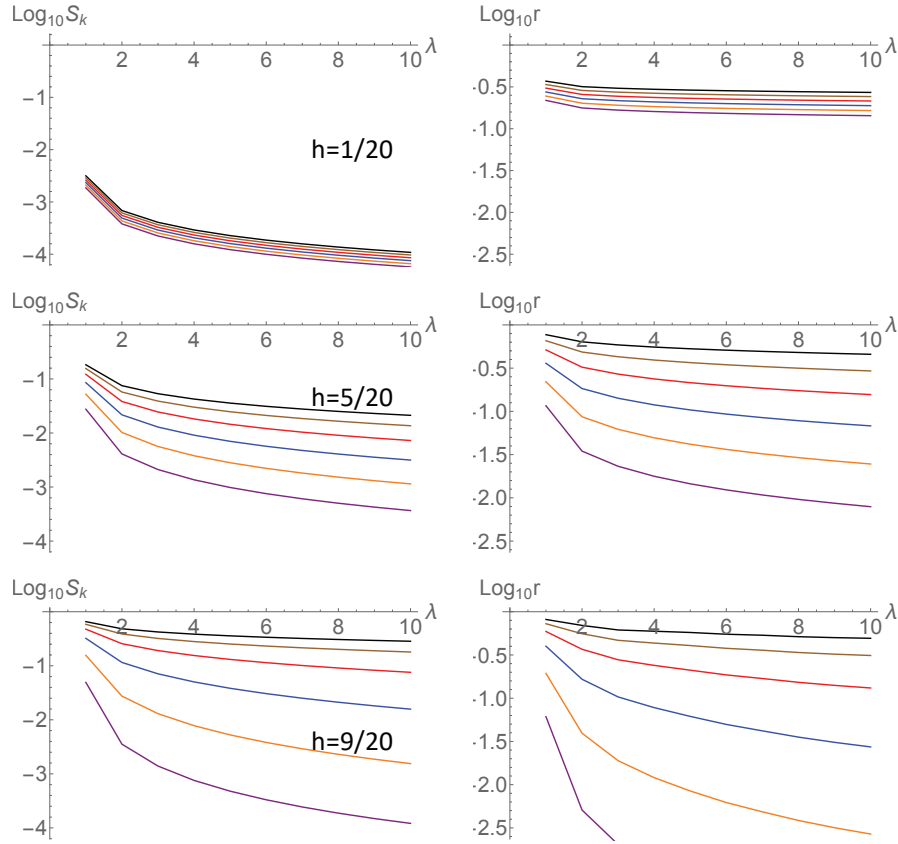 Log₁₀Sₖ
2 4 6 8 10 λ
−1
−2
−3
−4
h=1/20
Log₁₀r
2 4 6 8 10 λ
-0.5
-1.0
-1.5
-2.0
-2.5
Log₁₀Sₖ
2 4 6 8 10 λ
−1
−2
−3
−4
h=5/20
Log₁₀r
2 4 6 8 10 λ
-0.5
-1.0
-1.5
-2.0
-2.5
Log₁₀Sₖ
2 4 6 8 10 λ
−1
−2
−3
−4
h=9/20
Log₁₀r
2 4 6 8 10 λ
-0.5
-1.0
-1.5
-2.0
-2.5